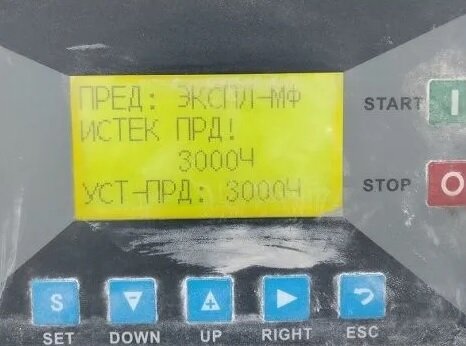 ПРЕД: ЭКСПЛ-МФ
ИСТЕК ПРД!
3000Ч
УСТ-ПРД: 3000Ч
START I
STOP O
S
SET DOWN UP RIGHT ESC